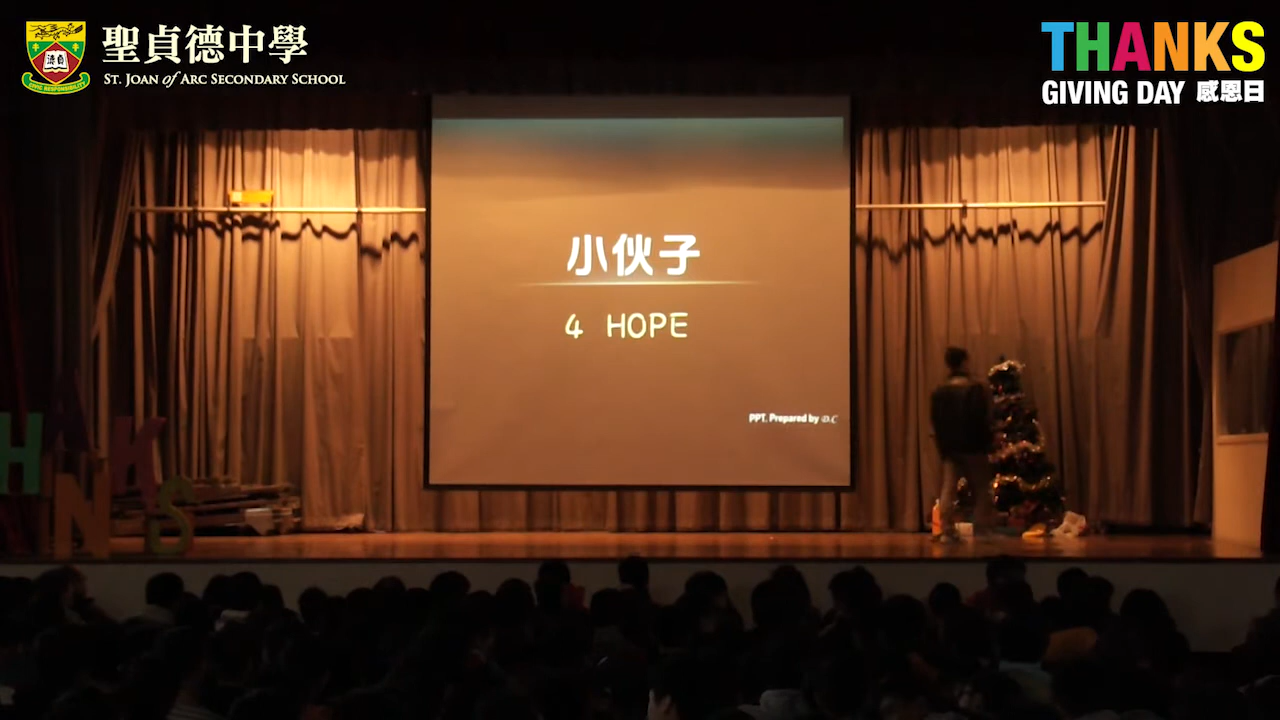 聖貞德中學
ST. JOAN of ARC SECONDARY SCHOOL
THANKS
GIVING DAY 感恩日
小伙子
4 HOPE
PPT. Prepared by D.C